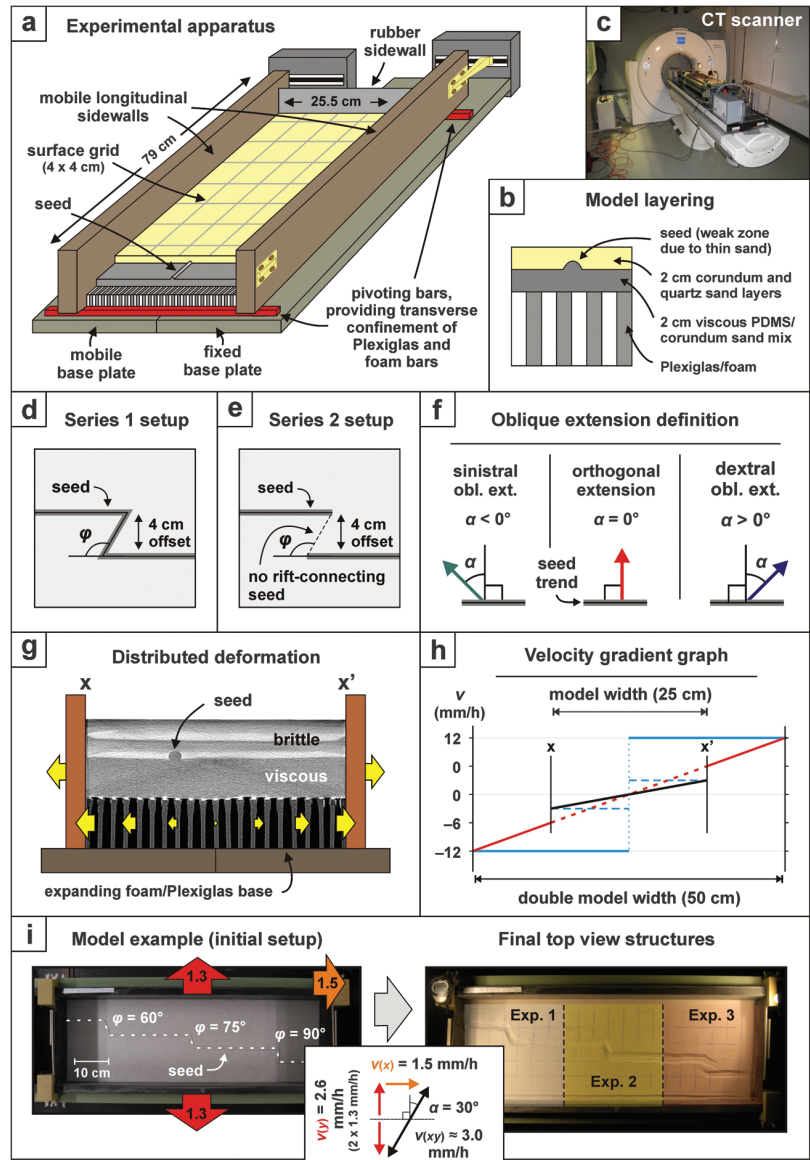 a
Experimental apparatus
rubber
sidewall
25.5 cm
mobile longitudinal
sidewalls
79 cm
surface grid
(4 x 4 cm)
seed
pivoting bars,
providing transverse
confinement of
Plexiglas and
foam bars
mobile
base plate
fixed
base plate
c
CT scanner
b
Model layering
seed (weak zone
due to thin sand)
2 cm corundum and
quartz sand layers
2 cm viscous PDMS/
corundum sand mix
Plexiglas/foam
d
Series 1 setup
seed
φ
4 cm
offset
e
Series 2 setup
seed
φ
4 cm
offset
no rift-connecting
seed
f
Oblique extension definition
sinistral
obl. ext.
α < 0°
α
orthogonal
extension
α = 0°
seed
trend
dextral
obl. ext.
α > 0°
α
g
Distributed deformation
x
x'
seed
brittle
viscous
expanding foam/Plexiglas base
h
Velocity gradient graph
v
(mm/h)
model width (25 cm)
12
0
0
−6
−12
12
0
0
−6
−12
x
x'
double model width (50 cm)
i
Model example (initial setup)
1.3
1.5
φ = 60°
φ = 75°
φ = 90°
seed
10 cm
1.3
v(x) = 1.5 mm/h
v(y) = 2.6
mm/h
(2 x 1.3 mm/h)
α = 30°
v(xy) ≈ 3.0
mm/h
Final top view structures
Exp. 1
Exp. 2
Exp. 3